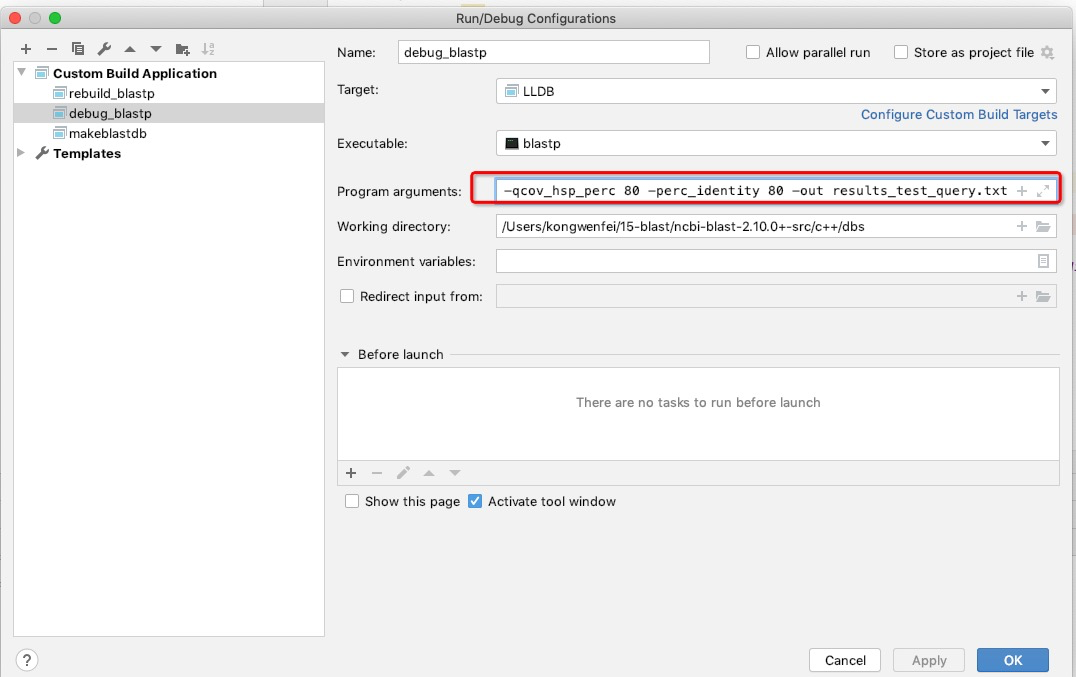 Run/Debug Configurations
Name: debug_blastp
Allow parallel run
Store as project file
Custom Build Application
rebuild_blastp
debug_blastp
makeblastdb
Templates
Target: LLDB
Configure Custom Build Targets
Executable: blastp
Program arguments: -qcov_hsp_perc 80 -perc_identity 80 -out results_test_query.txt
Working directory: /Users/kongwenfei/15-blast/ncbi-blast-2.10.0+-src/c++/dbs
Environment variables:
Redirect input from:
Before launch
There are no tasks to run before launch
Show this page
Activate tool window
?
Cancel
Apply
OK